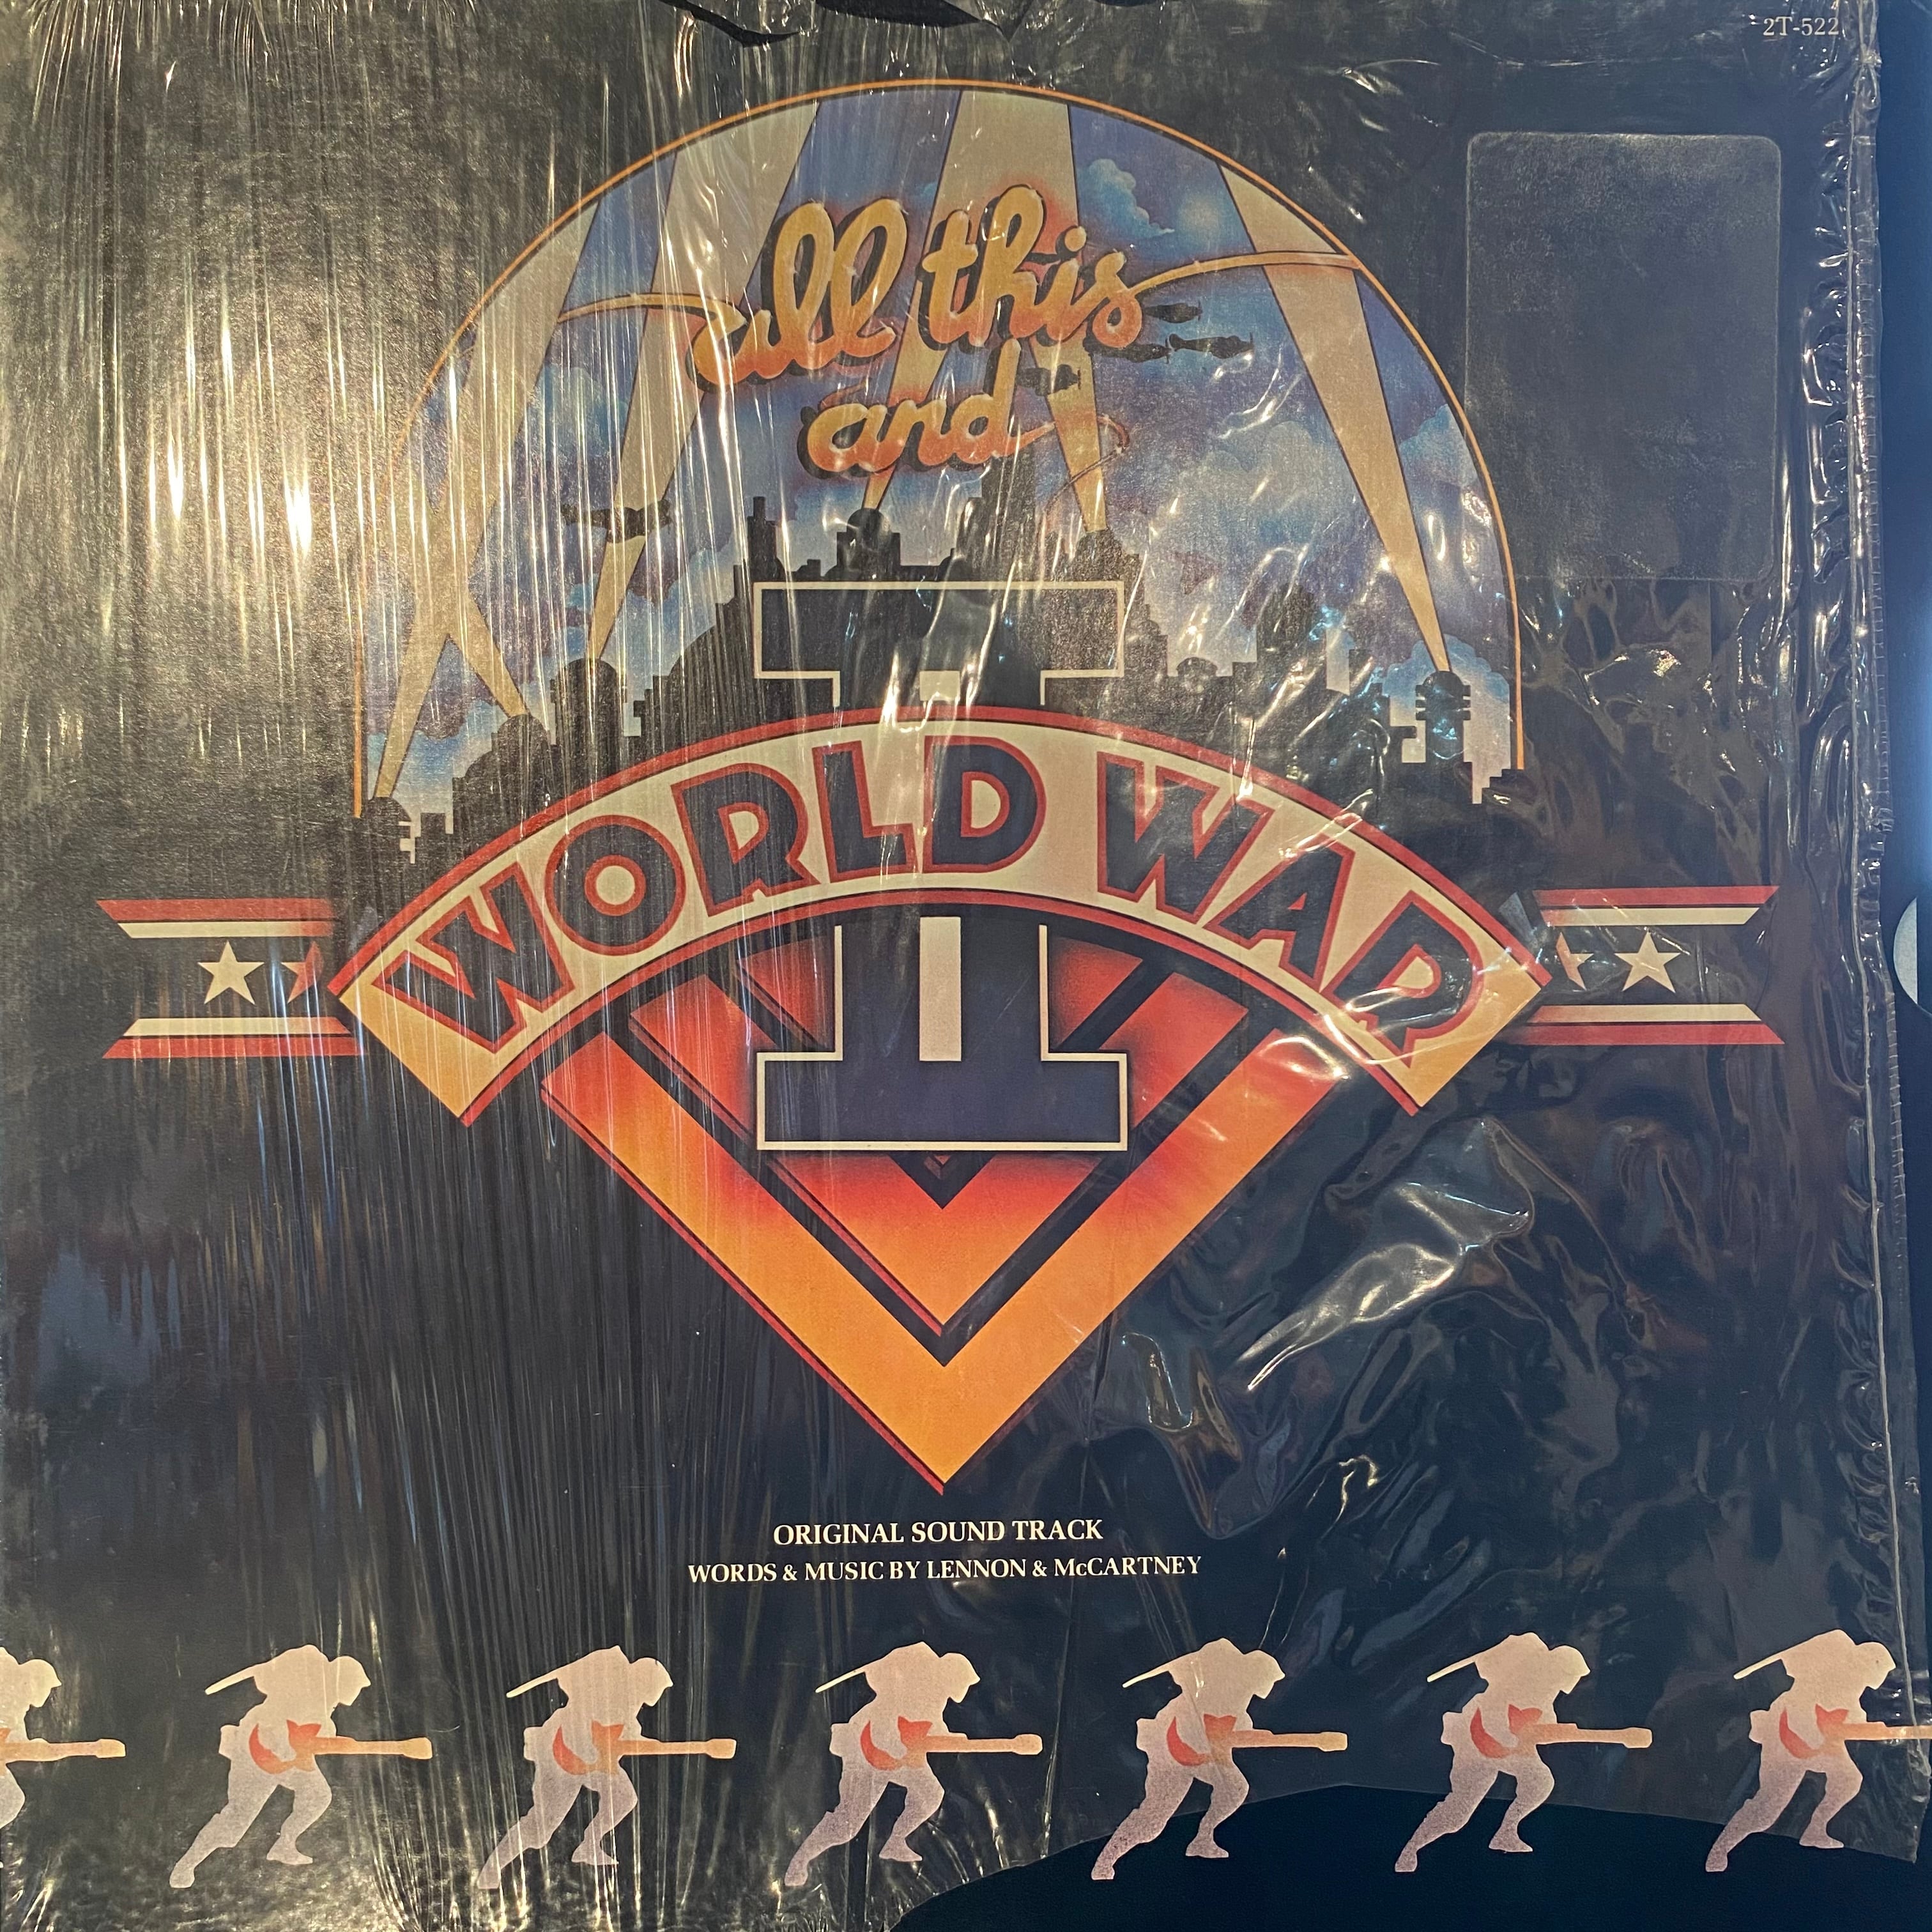 2T-522
all this
and
WORLD WAR
II
ORIGINAL SOUND TRACK
WORDS & MUSIC BY LENNON & McCARTNEY